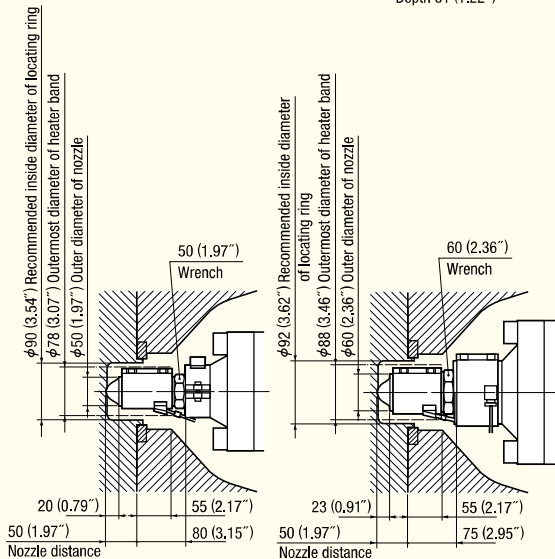 Depth 31 (1.22″)
φ90 (3.54″) Recommended inside diameter of locating ring
φ78 (3.07″) Outermost diameter of heater band
φ50 (1.97″) Outer diameter of nozzle
50 (1.97″)
Wrench
20 (0.79″)
55 (2.17″)
50 (1.97″)
80 (3.15″)
Nozzle distance
φ92 (3.62″) Recommended inside diameter
of locating ring
φ88 (3.46″) Outermost diameter of heater band
φ60 (2.36″) Outer diameter of nozzle
60 (2.36″)
Wrench
23 (0.91″)
55 (2.17″)
50 (1.97″)
75 (2.95″)
Nozzle distance